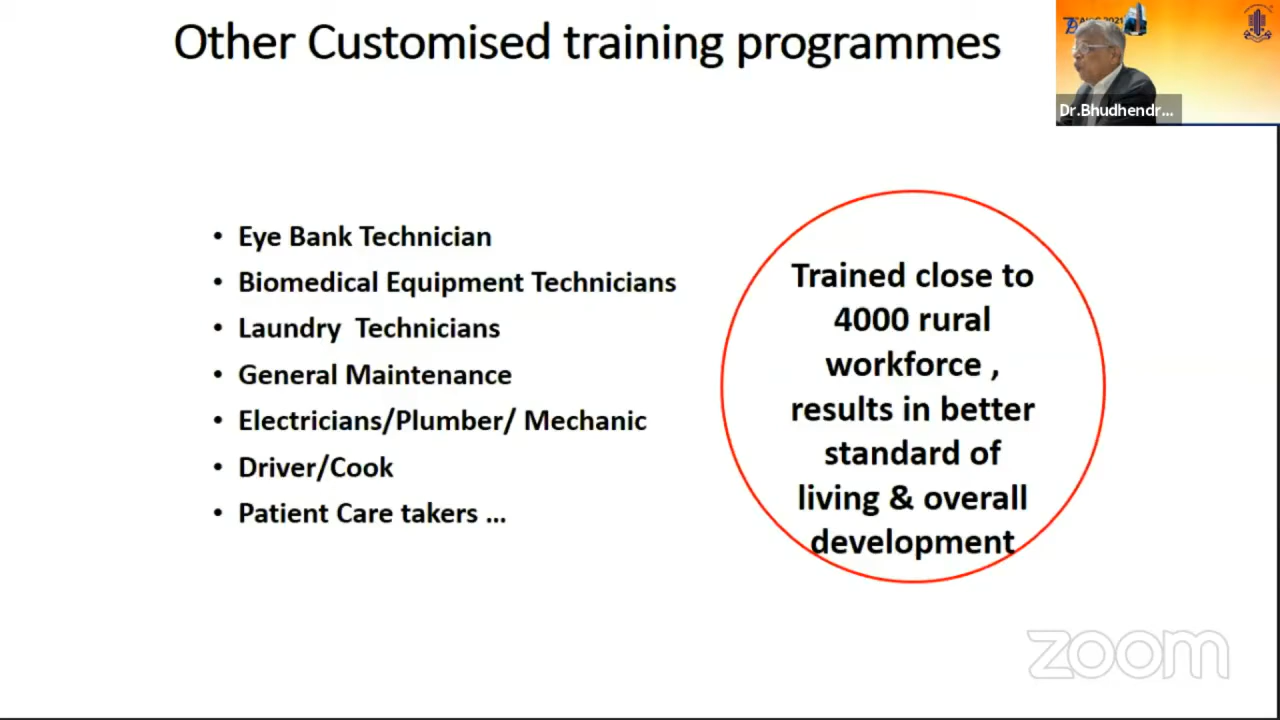 Other Customised training programmes
2021
Dr.Bhudhendr...
• Eye Bank Technician
• Biomedical Equipment Technicians
• Laundry Technicians
• General Maintenance
• Electricians/Plumber/ Mechanic
• Driver/Cook
• Patient Care takers ...
Trained close to
4000 rural
workforce ,
results in better
standard of
living & overall
development
zoom